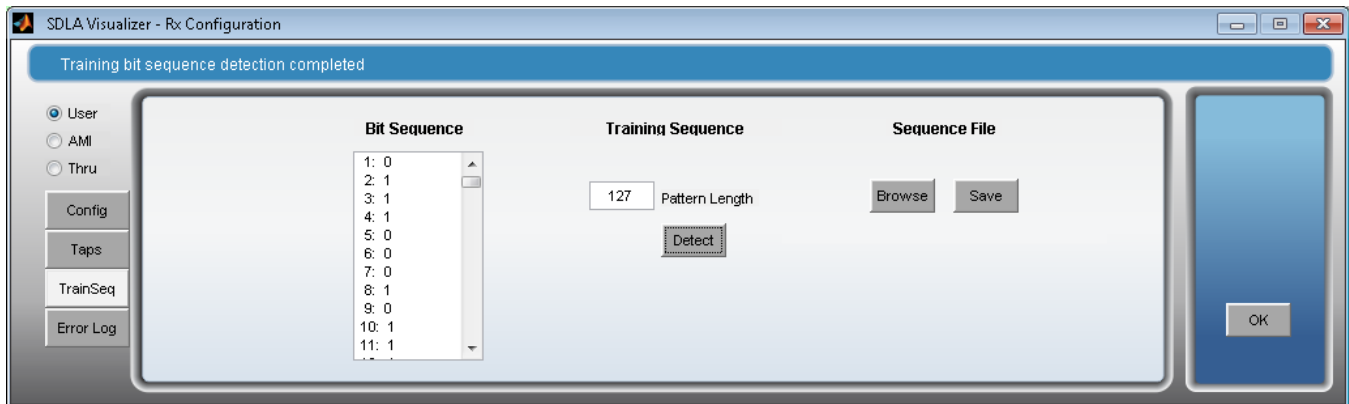 SDLA Visualizer - Rx Configuration
Training bit sequence detection completed
User
AMI
Thru
Config
Taps
TrainSeq
Error Log
Bit Sequence
1: 0
2: 1
3: 1
4: 1
5: 0
6: 0
7: 0
8: 1
9: 0
10: 1
11: 1
Training Sequence
127 Pattern Length
Detect
Sequence File
Browse Save
OK